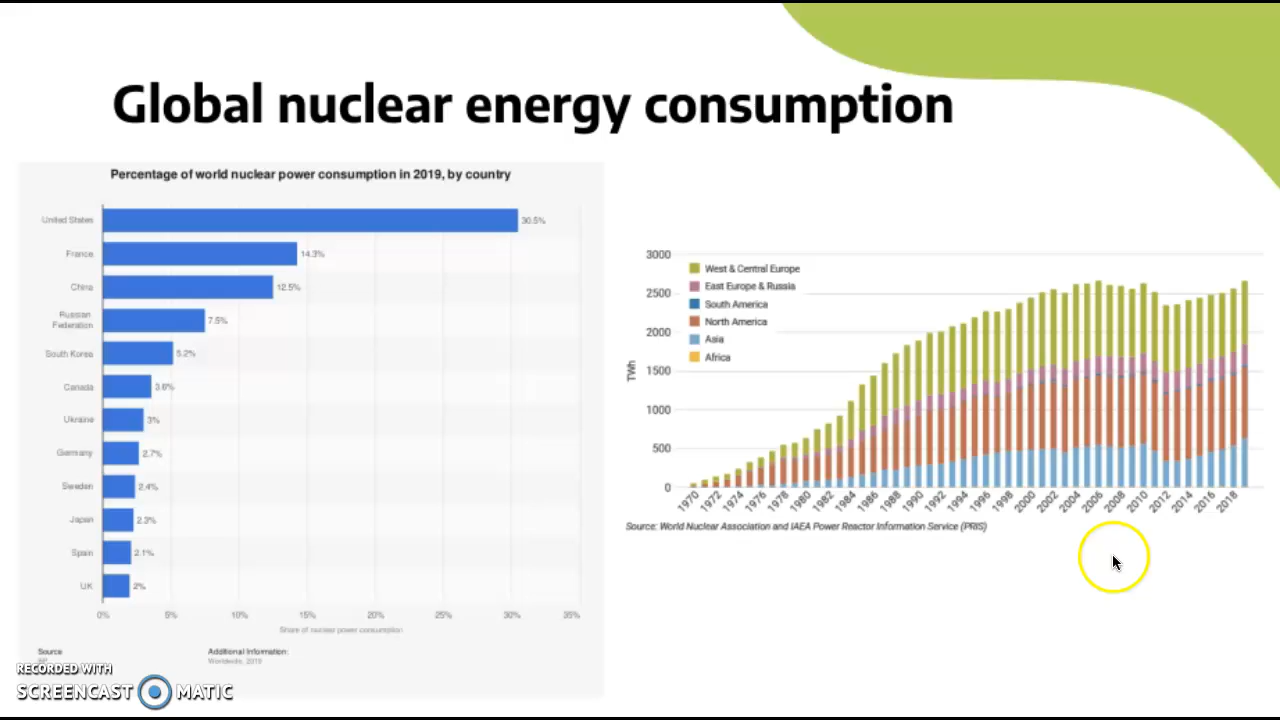 Global nuclear energy consumption
Percentage of world nuclear power consumption in 2019, by country
United States
30.5%
France
14.3%
China
12.5%
Russian
Federation
7.5%
South Korea
5.2%
Canada
3.6%
Ukraine
3%
Germany
2.7%
Sweden
2.4%
Japan
2.3%
Spain
2.1%
UK
2%
0% 5% 10% 15% 20% 25% 30% 35%
Share of nuclear power consumption
Source
Additional Information:
Worldwide, 2019
RECORDED WITH
SCREENCAST MATIC
3000
2500
2000
1500
1000
500
0
TWh
West & Central Europe
East Europe & Russia
South America
North America
Asia
Africa
1970 1972 1974 1976 1978 1980 1982 1984 1986 1988 1990 1992 1994 1996 1998 2000 2002 2004 2006 2008 2010 2012 2014 2016 2018
Source: World Nuclear Association and IAEA Power Reactor Information Service (PRIS)